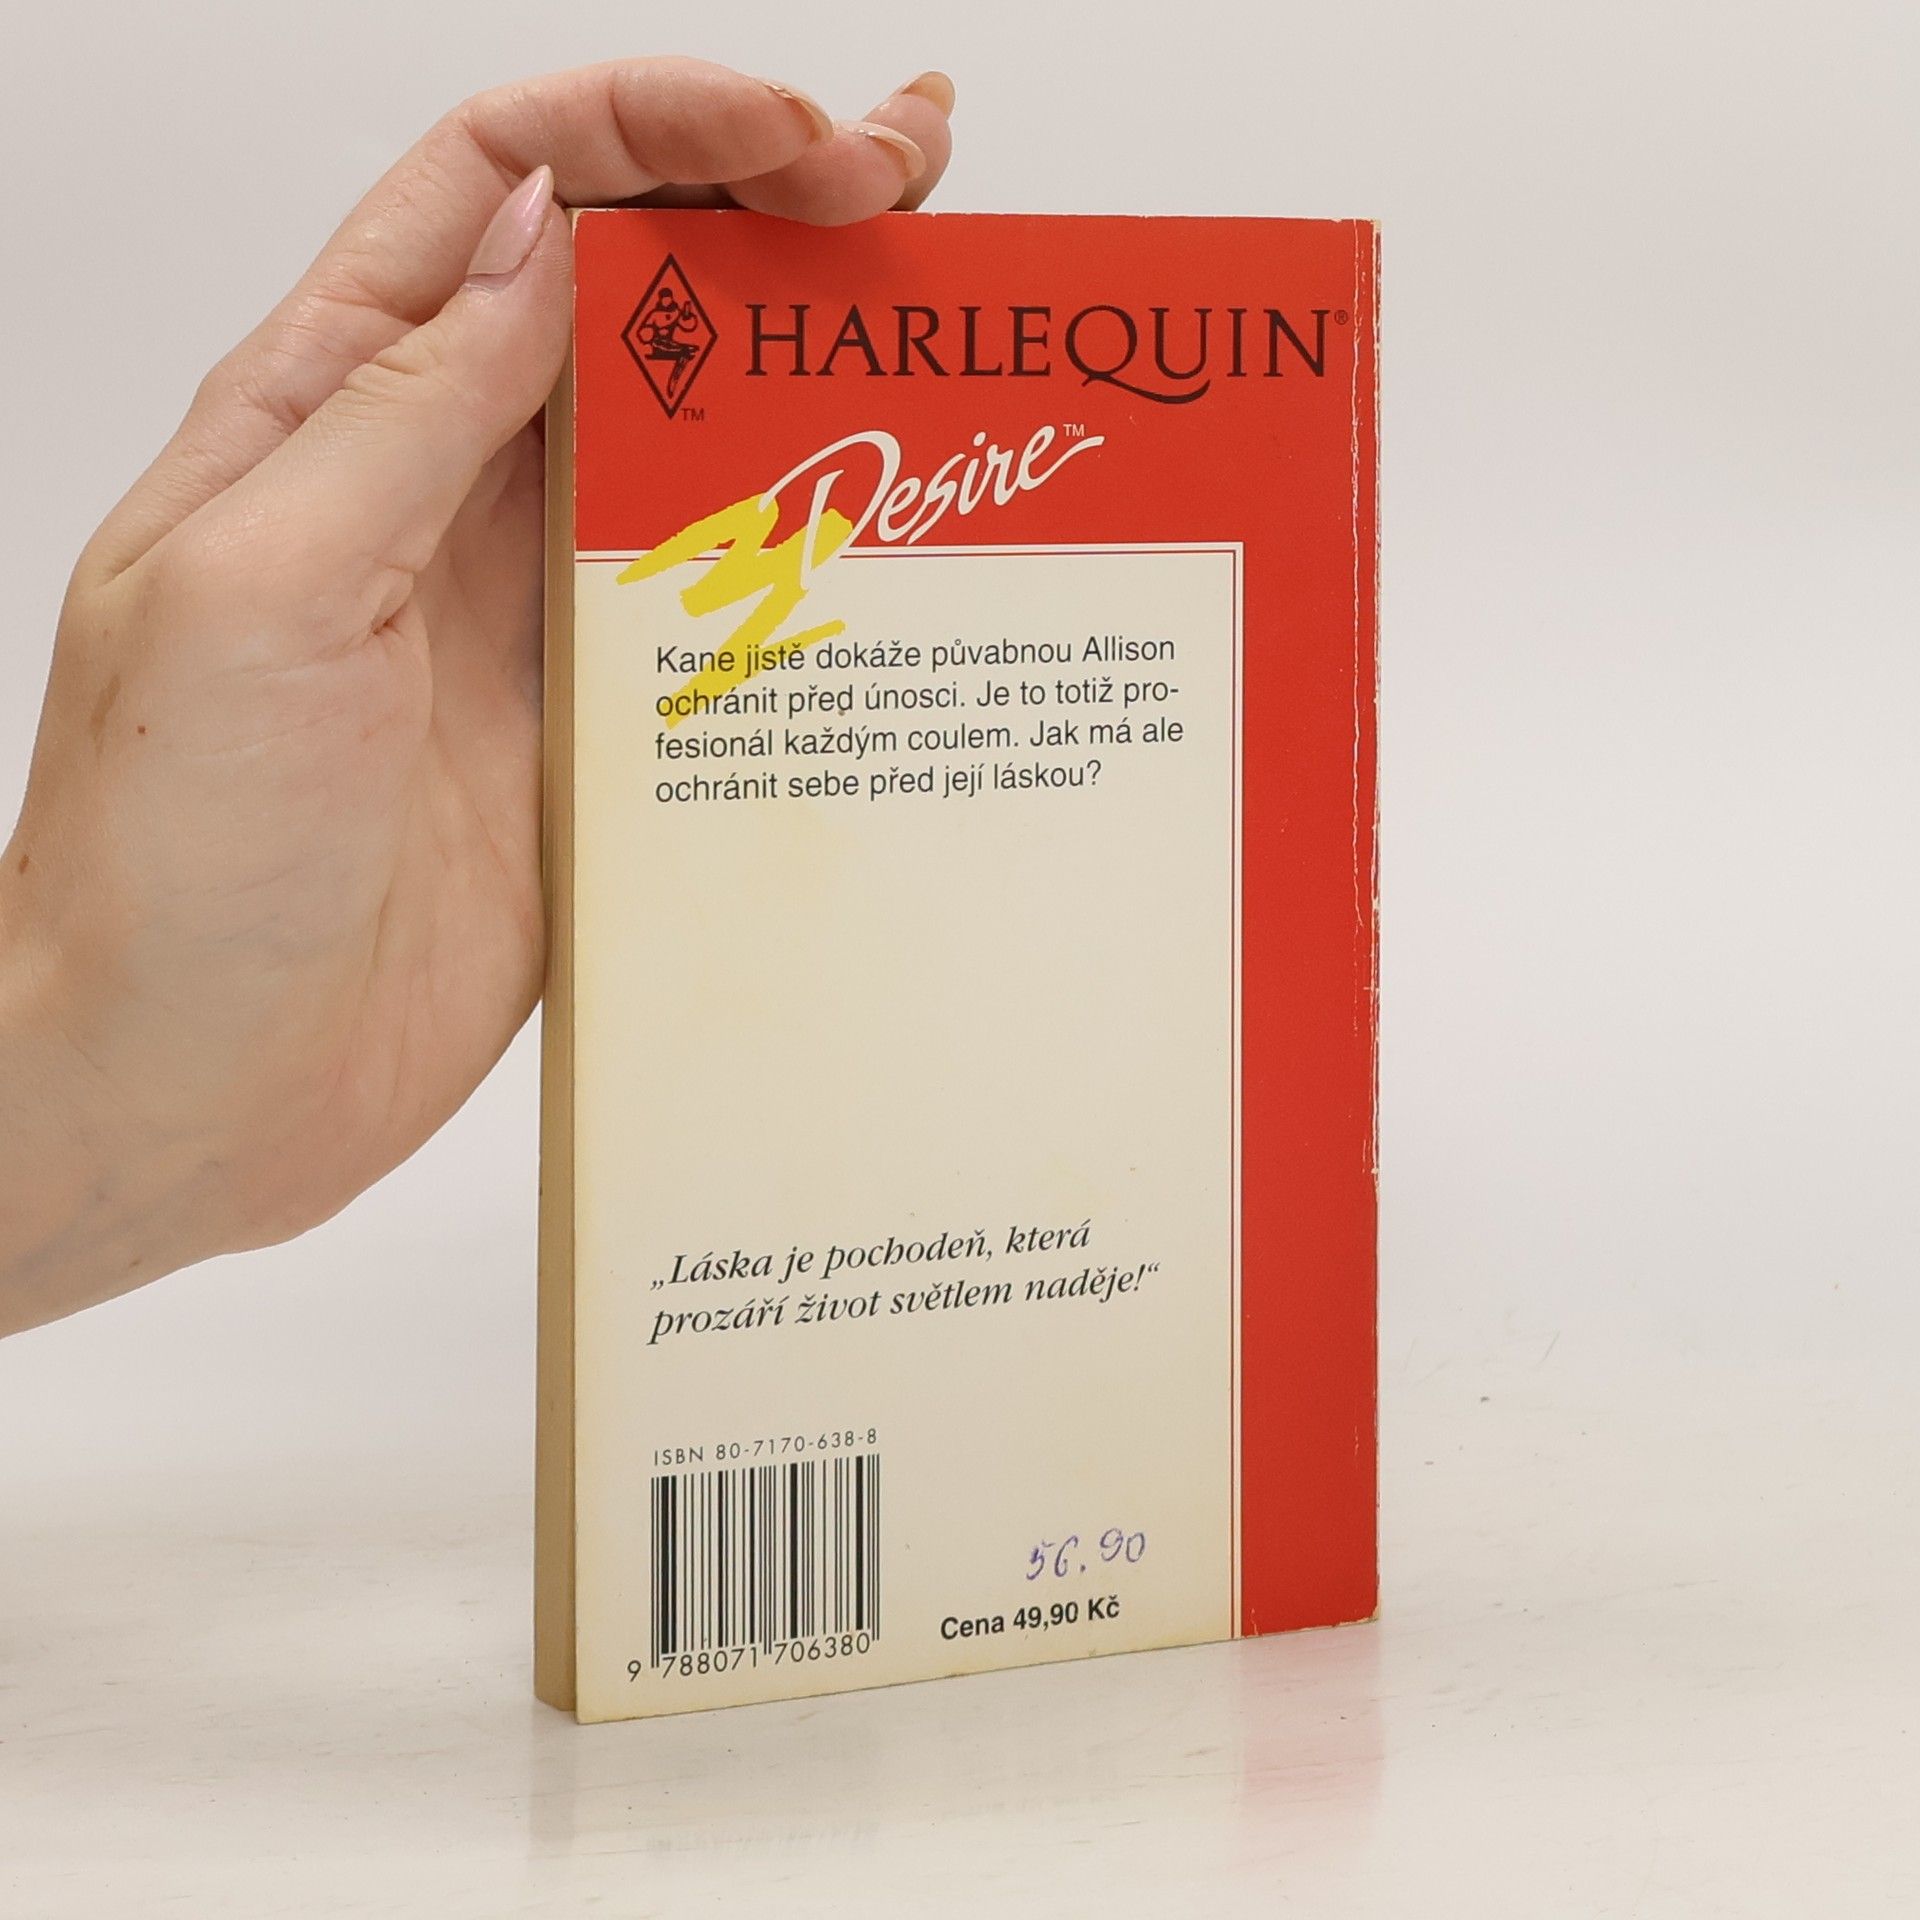 HARLEQUIN®
TM
Desire™
Kane jistě dokáže půvabnou Allison
ochránit před únosci. Je to totiž pro-
fesionál každým coulem. Jak má ale
ochránit sebe před její láskou?
„Láska je pochodeň, která
prozáří život světlem naděje!“
ISBN 80-7170-638-8
9 788071 706380
56.90
Cena 49,90 Kč